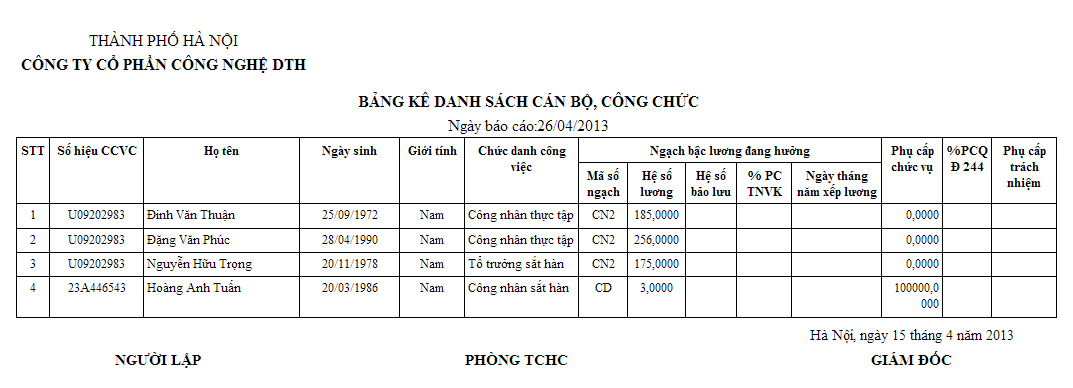 THÀNH PHỐ HÀ NỘI
CÔNG TY CỔ PHẦN CÔNG NGHỆ DTH
BẢNG KÊ DANH SÁCH CÁN BỘ, CÔNG CHỨC
Ngày báo cáo:26/04/2013
STT Số hiệu CCVC Họ tên Ngày sinh Giới tính Chức danh công việc Ngạch bậc lương đang hưởng Phụ cấp chức vụ %PCQ Đ 244 Phụ cấp trách nhiệm
Mã số ngạch Hệ số lương Hệ số bảo lưu % PC TNVK Ngày tháng năm xếp lương
1 U09202983 Đinh Văn Thuận 25/09/1972 Nam Công nhân thực tập CN2 185,0000 0,0000
2 U09202983 Đặng Văn Phúc 28/04/1990 Nam Công nhân thực tập CN2 256,0000 0,0000
3 U09202983 Nguyễn Hữu Trọng 20/11/1978 Nam Tổ trưởng sắt hàn CN2 175,0000 0,0000
4 23A446543 Hoàng Anh Tuấn 20/03/1986 Nam Công nhân sắt hàn CD 3,0000 100000,0000
Hà Nội, ngày 15 tháng 4 năm 2013
NGƯỜI LẬP PHÒNG TCHC GIÁM ĐỐC